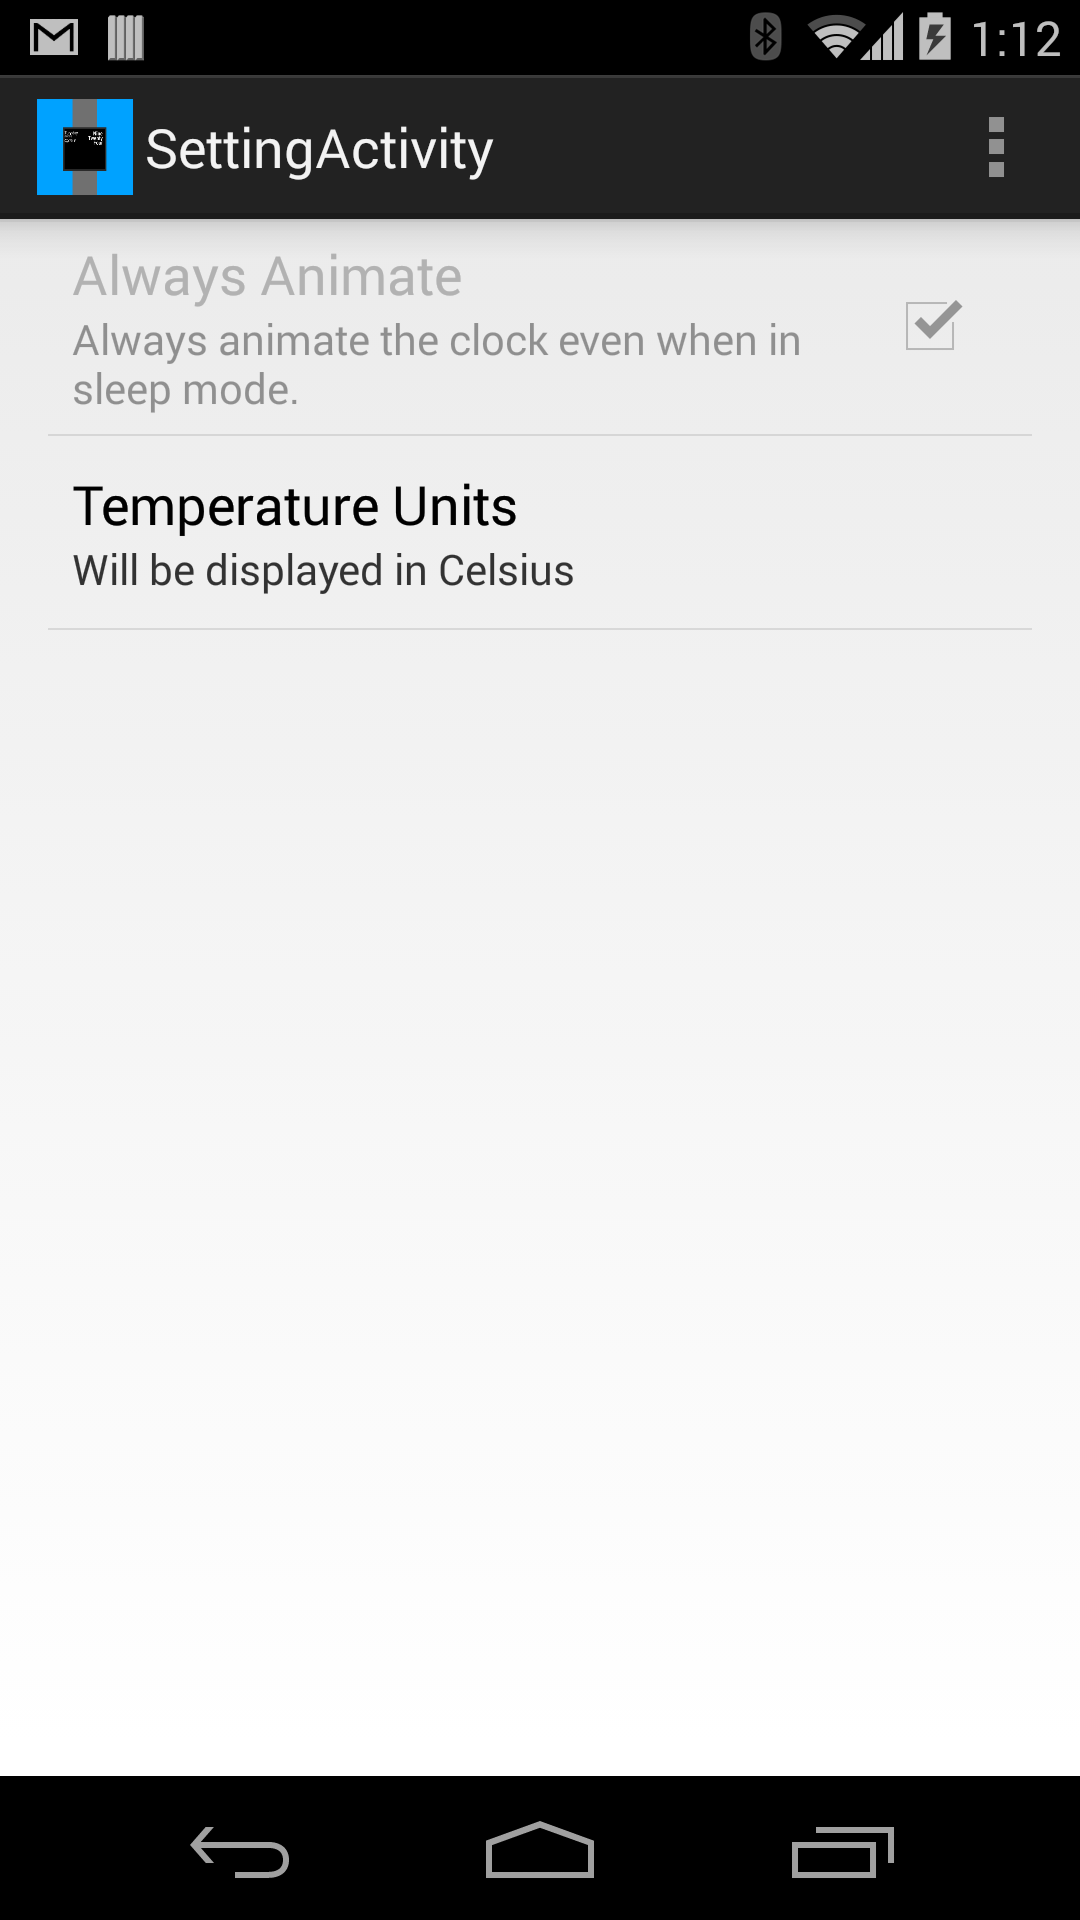 1:12
SettingActivity
Always Animate
Always animate the clock even when in
sleep mode.
Temperature Units
Will be displayed in Celsius